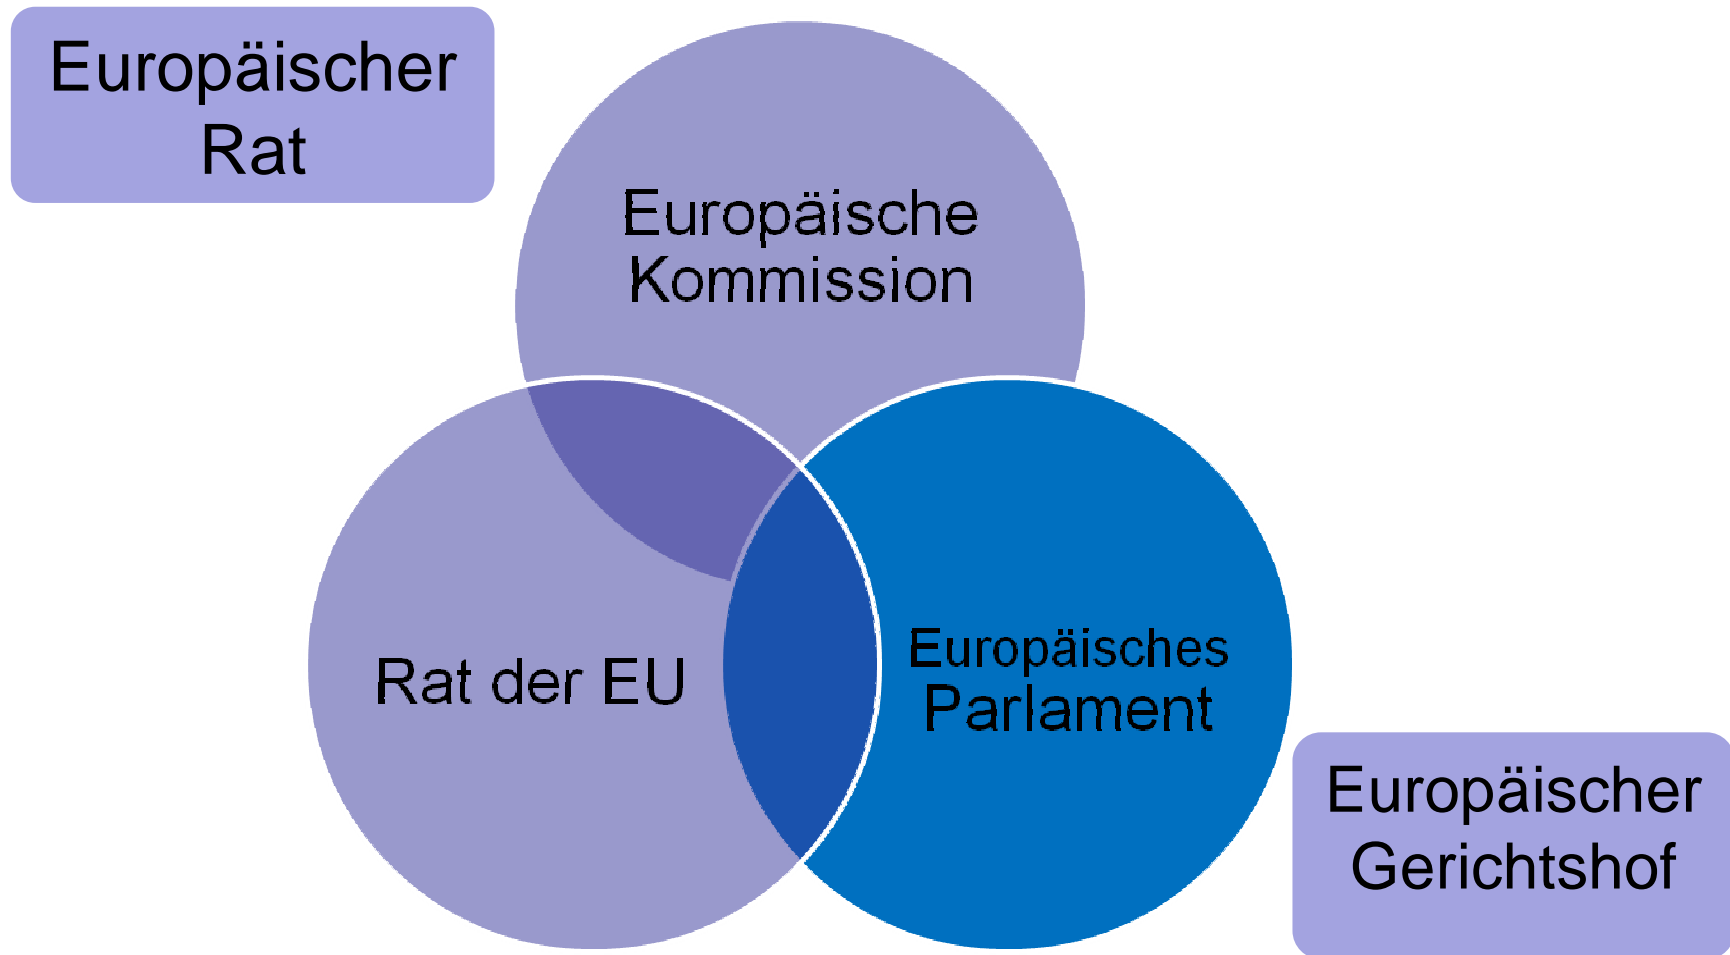 Europäischer
Rat
Europäische
Kommission
Rat der EU
Europäisches
Parlament
Europäischer
Gerichtshof